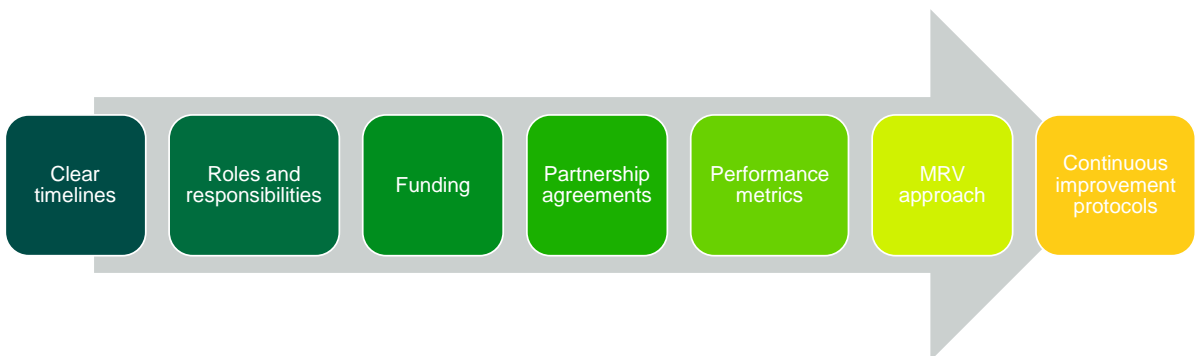 Clear
timelines
Roles and
responsibilities
Funding
Partnership
agreements
Performance
metrics
MRV
approach
Continuous
improvement
protocols